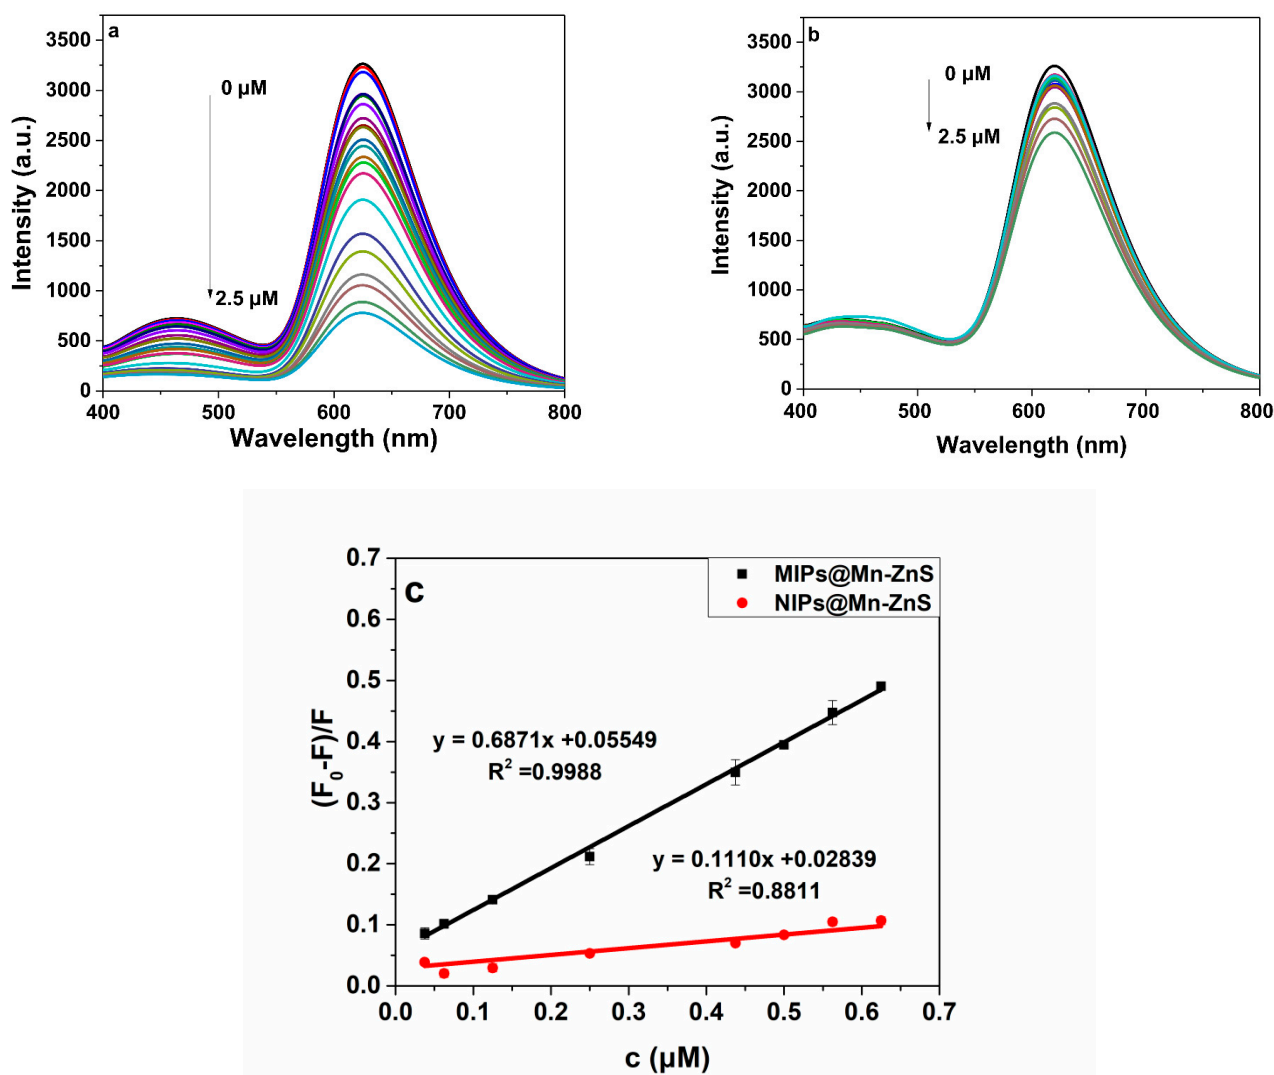 a
3500
3000
2500
2000
1500
1000
500
0
0 µM
2.5 µM
Intensity (a.u.)
400 500 600 700 800
Wavelength (nm)
b
3500
3000
2500
2000
1500
1000
500
0
0 µM
2.5 µM
Intensity (a.u.)
400 500 600 700 800
Wavelength (nm)
c
MIPs@Mn-ZnS
NIPs@Mn-ZnS
0.7
0.6
0.5
0.4
0.3
0.2
0.1
0.0
(F₀-F)/F
y = 0.6871x +0.05549
R² =0.9988
y = 0.1110x +0.02839
R² =0.8811
0.0 0.1 0.2 0.3 0.4 0.5 0.6 0.7
c (µM)